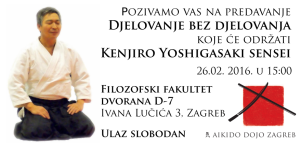 Pozivamo vas na predavanje
Djelovanje bez djelovanja
koje će održati
Kenjiro Yoshigasaki sensei
26.02. 2016. u 15:00
Filozofski fakultet
dvorana D-7
Ivana Lučića 3. Zagreb
Ulaz slobodan
AIKIDO DOJO ZAGREB